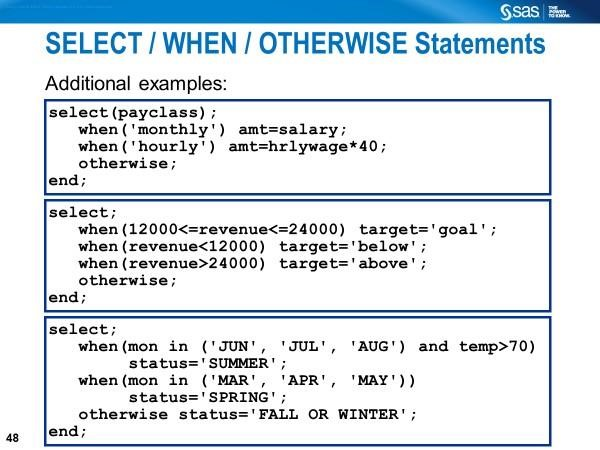 sas THE POWER TO KNOW.
SELECT / WHEN / OTHERWISE Statements
Additional examples:
select(payclass);
   when('monthly') amt=salary;
   when('hourly') amt=hrlywage*40;
   otherwise;
end;
select;
   when(12000<=revenue<=24000) target='goal';
   when(revenue<12000) target='below';
   when(revenue>24000) target='above';
   otherwise;
end;
select;
   when(mon in ('JUN', 'JUL', 'AUG') and temp>70)
        status='SUMMER';
   when(mon in ('MAR', 'APR', 'MAY'))
        status='SPRING';
   otherwise status='FALL OR WINTER';
end;
48